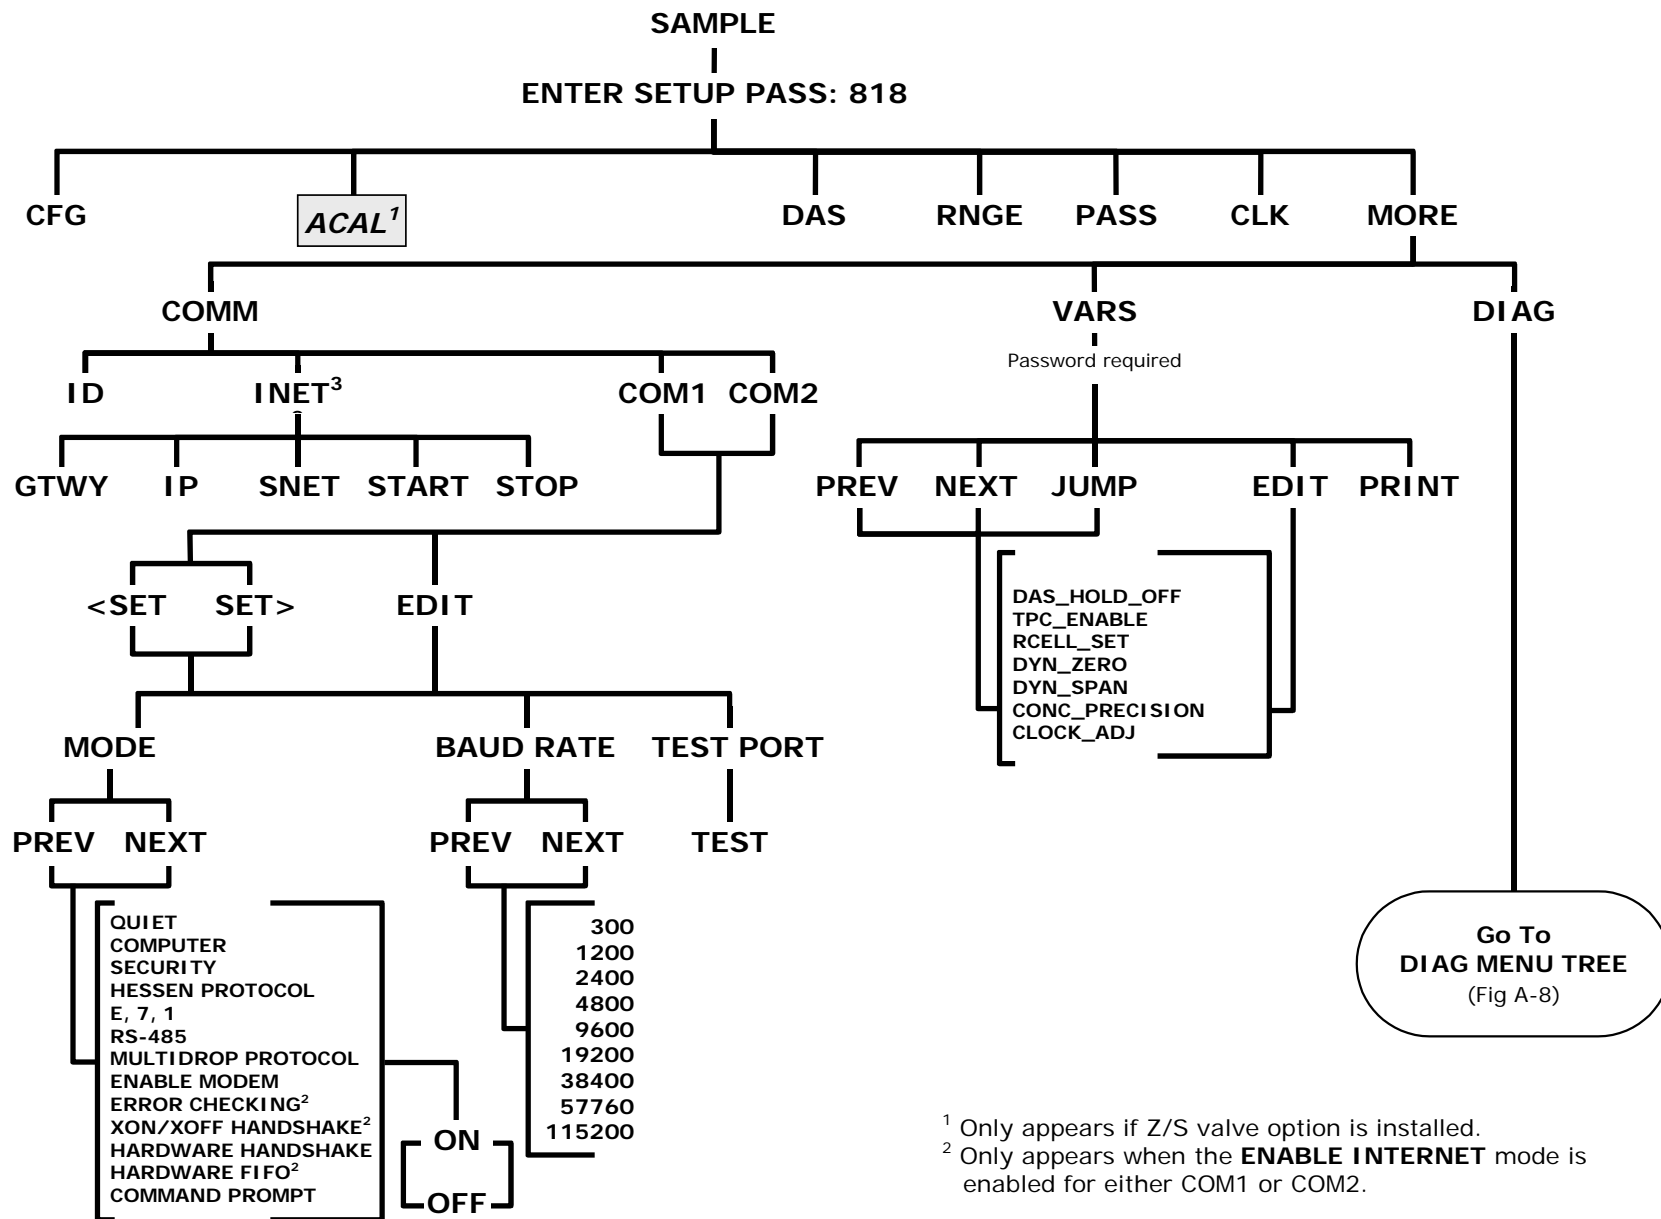 SAMPLE
ENTER SETUP PASS: 818
CFG
ACAL¹
DAS
RNGE
PASS
CLK
MORE
COMM
VARS
DIAG
Password required
ID
INET³
COM1
COM2
GTWY
IP
SNET
START
STOP
PREV
NEXT
JUMP
EDIT
PRINT
<SET
SET>
EDIT
DAS_HOLD_OFF
TPC_ENABLE
RCELL_SET
DYN_ZERO
DYN_SPAN
CONC_PRECISION
CLOCK_ADJ
MODE
BAUD RATE
TEST PORT
PREV
NEXT
PREV
NEXT
TEST
QUIET
COMPUTER
SECURITY
HESSEN PROTOCOL
E, 7, 1
RS-485
MULTIDROP PROTOCOL
ENABLE MODEM
ERROR CHECKING²
XON/XOFF HANDSHAKE²
HARDWARE HANDSHAKE
HARDWARE FIFO²
COMMAND PROMPT
ON
OFF
300
1200
2400
4800
9600
19200
38400
57760
115200
Go To
DIAG MENU TREE
(Fig A-8)
¹ Only appears if Z/S valve option is installed.
² Only appears when the ENABLE INTERNET mode is
enabled for either COM1 or COM2.